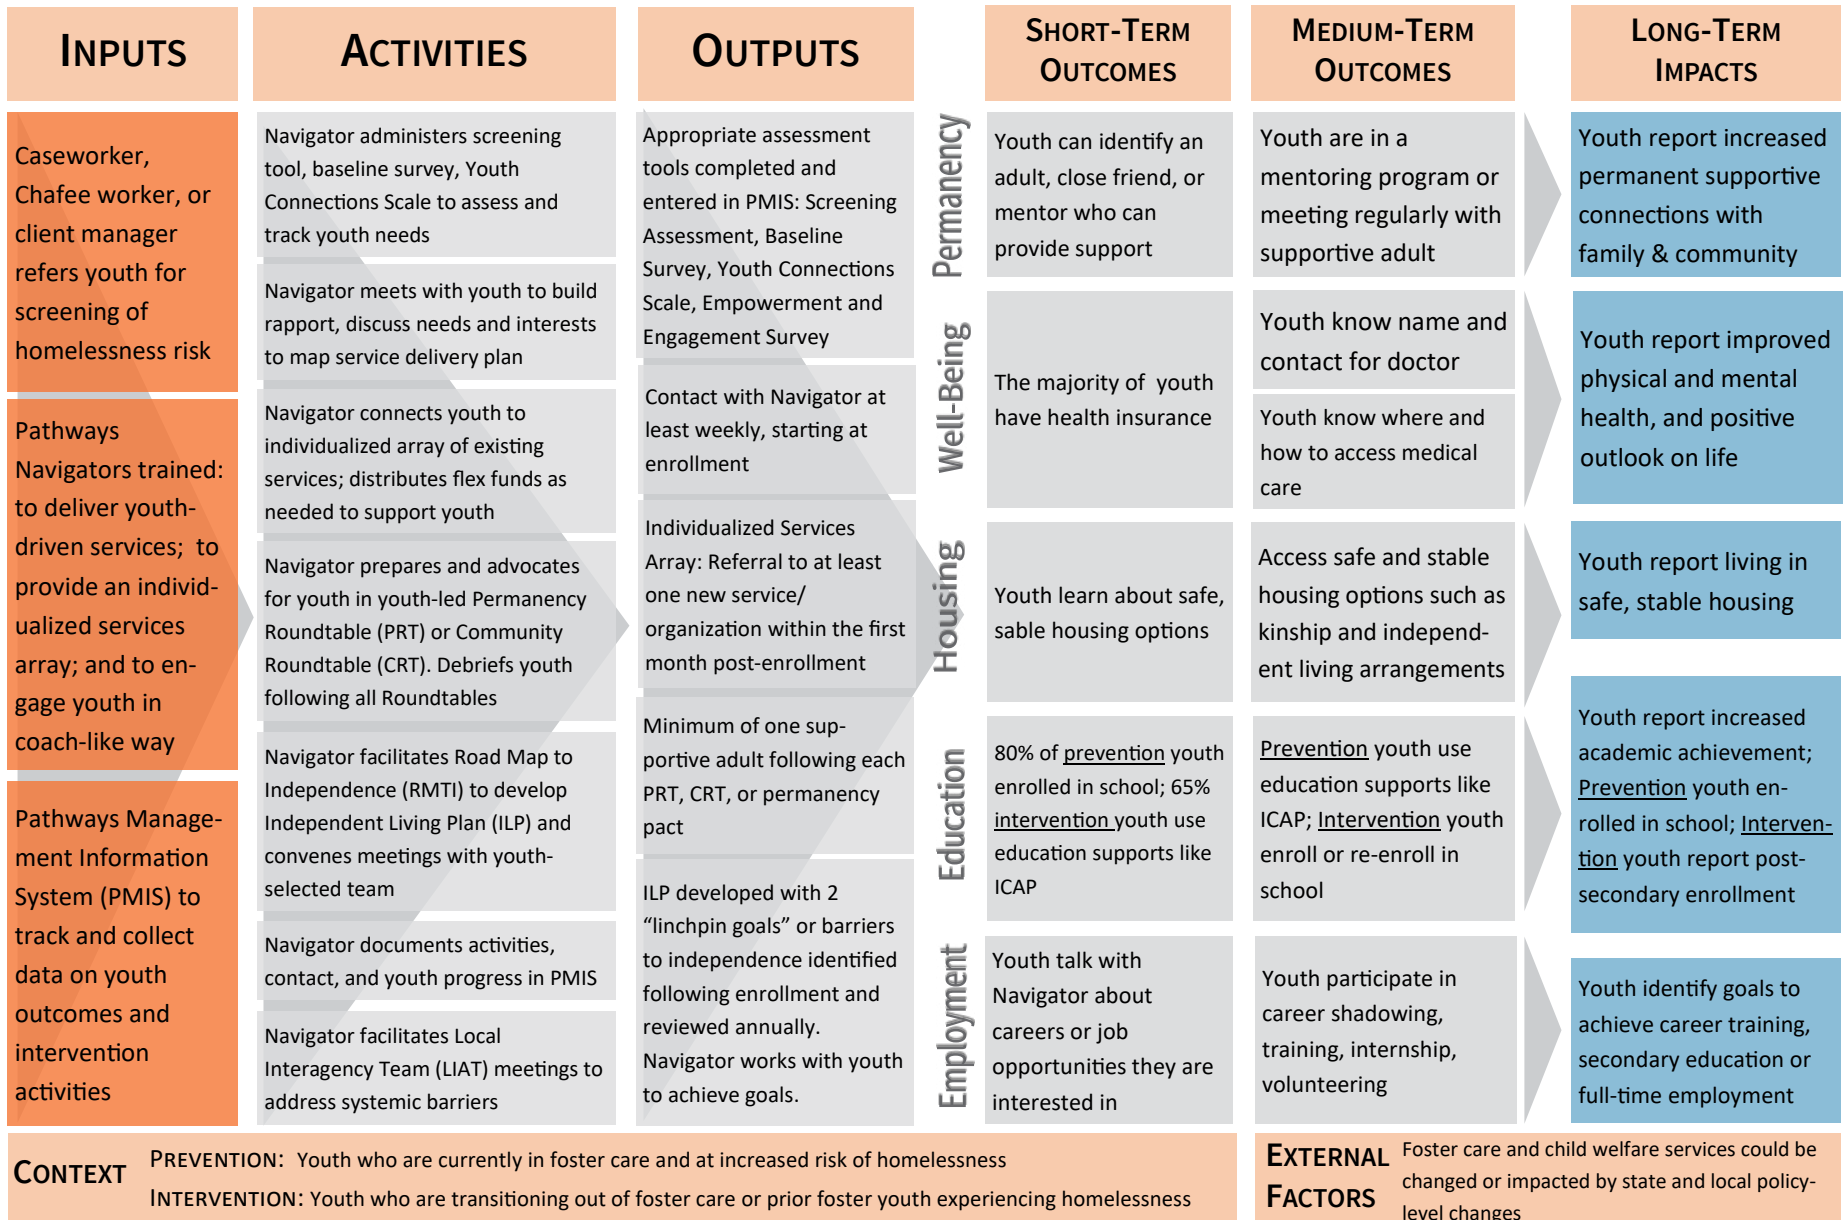 INPUTS
ACTIVITIES
OUTPUTS
SHORT-TERM
OUTCOMES
MEDIUM-TERM
OUTCOMES
LONG-TERM
IMPACTS
Caseworker,
Chafee worker, or
client manager
refers youth for
screening of
homelessness risk
Pathways
Navigators trained:
to deliver youth-
driven services; to
provide an individ-
ualized services
array; and to en-
gage youth in
coach-like way
Pathways Manage-
ment Information
System (PMIS) to
track and collect
data on youth
outcomes and
intervention
activities
Navigator administers screening
tool, baseline survey, Youth
Connections Scale to assess and
track youth needs
Navigator meets with youth to build
rapport, discuss needs and interests
to map service delivery plan
Navigator connects youth to
individualized array of existing
services; distributes flex funds as
needed to support youth
Navigator prepares and advocates
for youth in youth-led Permanency
Roundtable (PRT) or Community
Roundtable (CRT). Debriefs youth
following all Roundtables
Navigator facilitates Road Map to
Independence (RMTI) to develop
Independent Living Plan (ILP) and
convenes meetings with youth-
selected team
Navigator documents activities,
contact, and youth progress in PMIS
Navigator facilitates Local
Interagency Team (LIAT) meetings to
address systemic barriers
Appropriate assessment
tools completed and
entered in PMIS: Screening
Assessment, Baseline
Survey, Youth Connections
Scale, Empowerment and
Engagement Survey
Contact with Navigator at
least weekly, starting at
enrollment
Individualized Services
Array: Referral to at least
one new service/
organization within the first
month post-enrollment
Minimum of one sup-
portive adult following each
PRT, CRT, or permanency
pact
ILP developed with 2
“linchpin goals” or barriers
to independence identified
following enrollment and
reviewed annually.
Navigator works with youth
to achieve goals.
Permanency
Youth can identify an
adult, close friend, or
mentor who can
provide support
Youth are in a
mentoring program or
meeting regularly with
supportive adult
Youth report increased
permanent supportive
connections with
family & community
Well-Being
The majority of youth
have health insurance
Youth know name and
contact for doctor
Youth know where and
how to access medical
care
Youth report improved
physical and mental
health, and positive
outlook on life
Housing
Youth learn about safe,
sable housing options
Access safe and stable
housing options such as
kinship and independ-
ent living arrangements
Youth report living in
safe, stable housing
Education
80% of prevention youth
enrolled in school; 65%
intervention youth use
education supports like
ICAP
Prevention youth use
education supports like
ICAP; Intervention youth
enroll or re-enroll in
school
Youth report increased
academic achievement;
Prevention youth en-
rolled in school; Interven-
tion youth report post-
secondary enrollment
Employment
Youth talk with
Navigator about
careers or job
opportunities they are
interested in
Youth participate in
career shadowing,
training, internship,
volunteering
Youth identify goals to
achieve career training,
secondary education or
full-time employment
CONTEXT
PREVENTION: Youth who are currently in foster care and at increased risk of homelessness
INTERVENTION: Youth who are transitioning out of foster care or prior foster youth experiencing homelessness
EXTERNAL
FACTORS
Foster care and child welfare services could be
changed or impacted by state and local policy-
level changes